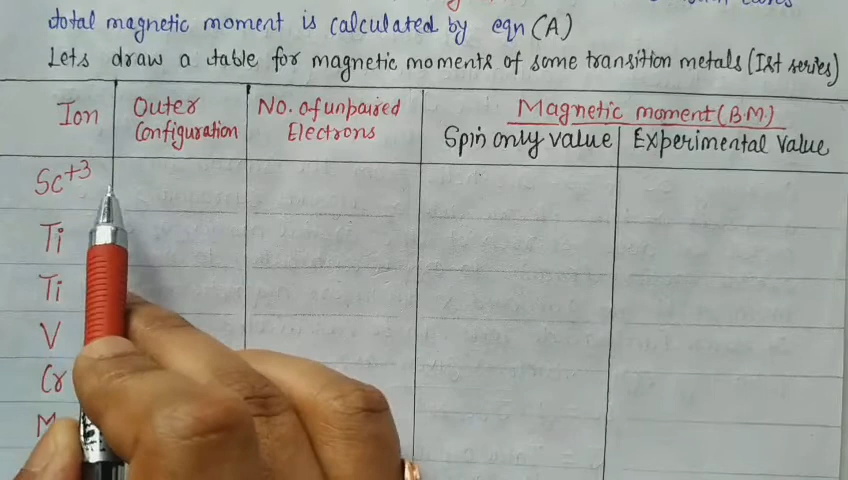 total magnetic moment is calculated by eqn (A)
Lets draw a table for magnetic moments of some transition metals (Ist series)
Ion
Outer Configuration
No. of unpaired Electrons
Magnetic moment (B.M.)
Spin only value
Experimental Value
Sc+3
Ti
Ti
V
Cr
M